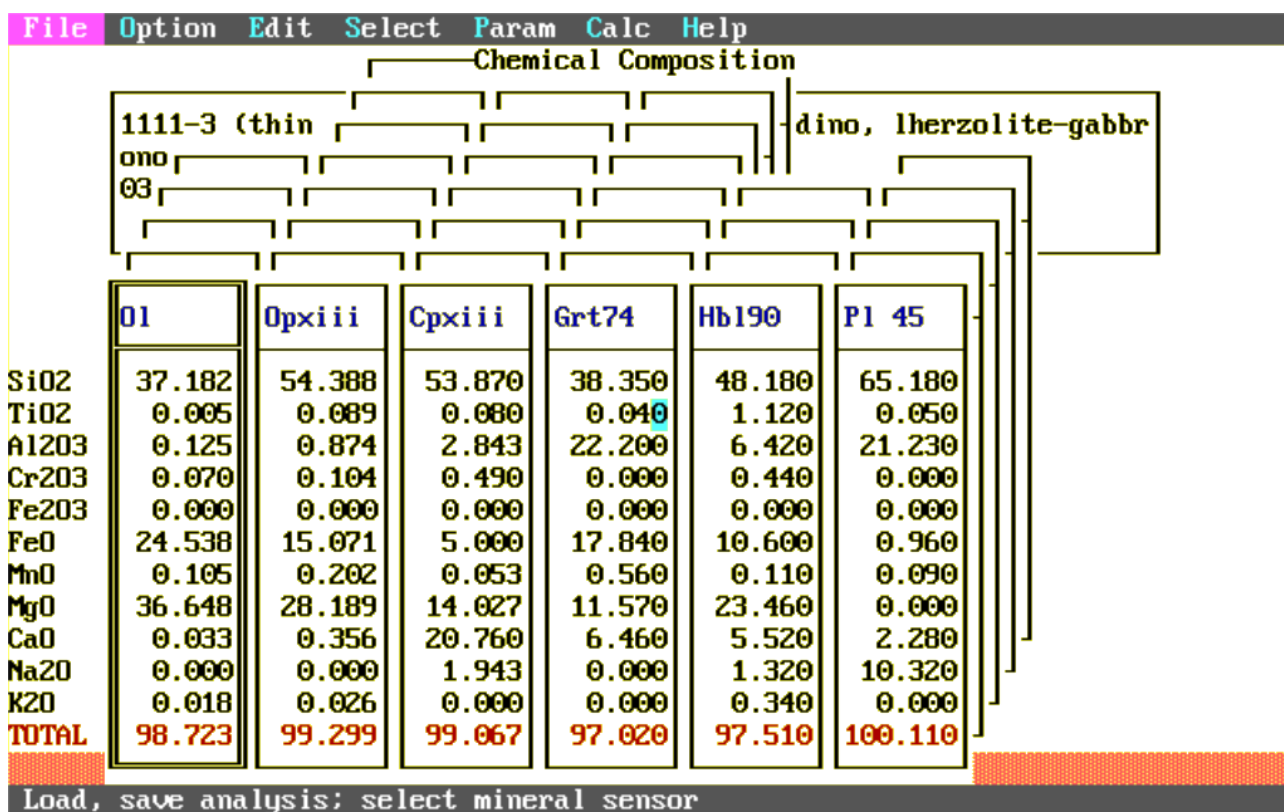 File Option Edit Select Param Calc Help
Chemical Composition
1111-3 (thin dino, lherzolite-gabbr
ono
03
Ol Opxiii Cpxiii Grt74 Hbl90 Pl 45
SiO2 37.182 54.388 53.870 38.350 48.180 65.180
TiO2 0.005 0.089 0.080 0.040 1.120 0.050
Al2O3 0.125 0.874 2.843 22.200 6.420 21.230
Cr2O3 0.070 0.104 0.490 0.000 0.440 0.000
Fe2O3 0.000 0.000 0.000 0.000 0.000 0.000
FeO 24.538 15.071 5.000 17.840 10.600 0.960
MnO 0.105 0.202 0.053 0.560 0.110 0.090
MgO 36.648 28.189 14.027 11.570 23.460 0.000
CaO 0.033 0.356 20.760 6.460 5.520 2.280
Na2O 0.000 0.000 1.943 0.000 1.320 10.320
K2O 0.018 0.026 0.000 0.000 0.340 0.000
TOTAL 98.723 99.299 99.067 97.020 97.510 100.110
Load, save analysis; select mineral sensor